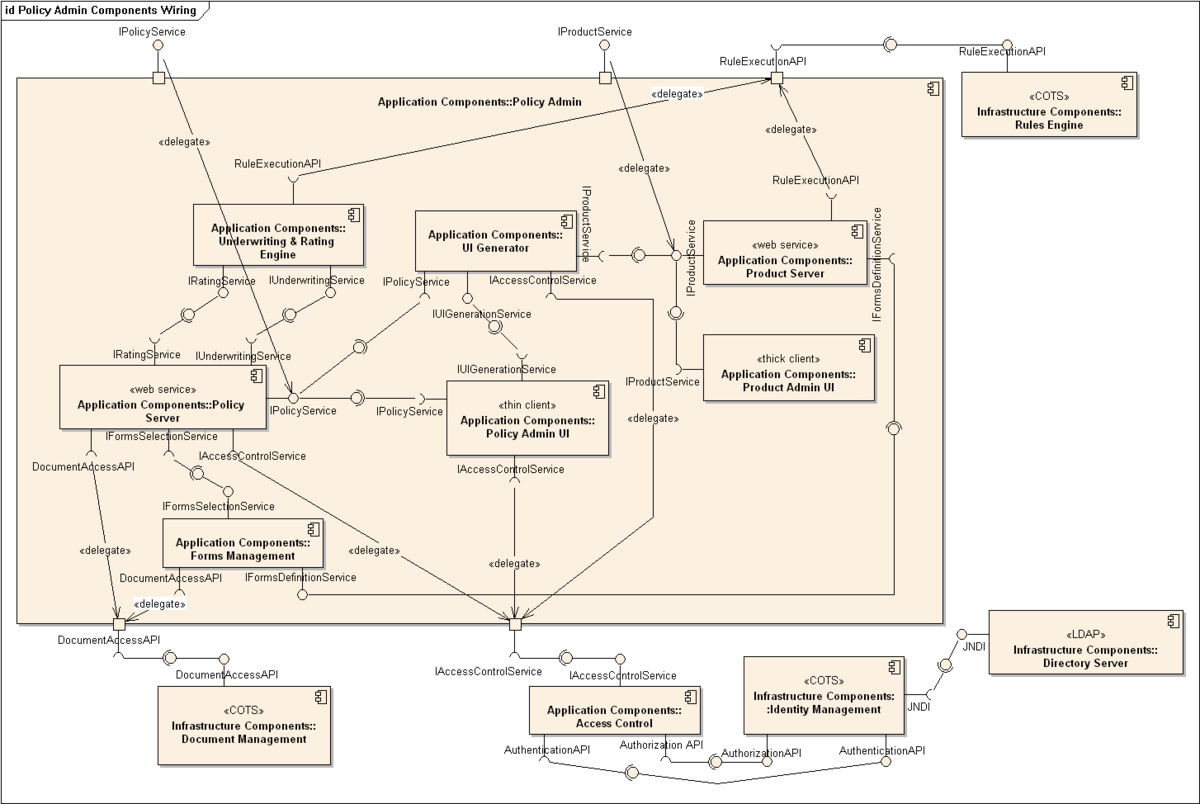 id Policy Admin Components Wiring
IPolicyService
IProductService
RuleExecutionAPI
RuleExecutionAPI
«COTS»
Infrastructure Components::
Rules Engine
Application Components::Policy Admin
«delegate»
«delegate»
«delegate»
«delegate»
RuleExecutionAPI
RuleExecutionAPI
Application Components::
Underwriting & Rating
Engine
Application Components::
UI Generator
IProductService
IProductService
«web service»
Application Components::
Product Server
IFormsDefinitionService
IRatingService
IUnderwritingService
IPolicyService
IAccessControlService
IUIGenerationService
IRatingService
IUnderwritingService
IUIGenerationService
IProductService
«thick client»
Application Components::
Product Admin UI
«web service»
Application Components::Policy
Server
IPolicyService
IPolicyService
«thin client»
Application Components::
Policy Admin UI
«delegate»
IFormsSelectionService
IAccessControlService
DocumentAccessAPI
IAccessControlService
IFormsSelectionService
Application Components::
Forms Management
«delegate»
«delegate»
«delegate»
DocumentAccessAPI
IFormsDefinitionService
«delegate»
DocumentAccessAPI
DocumentAccessAPI
IAccessControlService
IAccessControlService
«COTS»
Infrastructure Components::
Document Management
Application Components::
Access Control
«COTS»
Infrastructure Components:
:Identity Management
JNDI
JNDI
«LDAP»
Infrastructure Components::
Directory Server
AuthenticationAPI
Authorization API
AuthorizationAPI
AuthenticationAPI